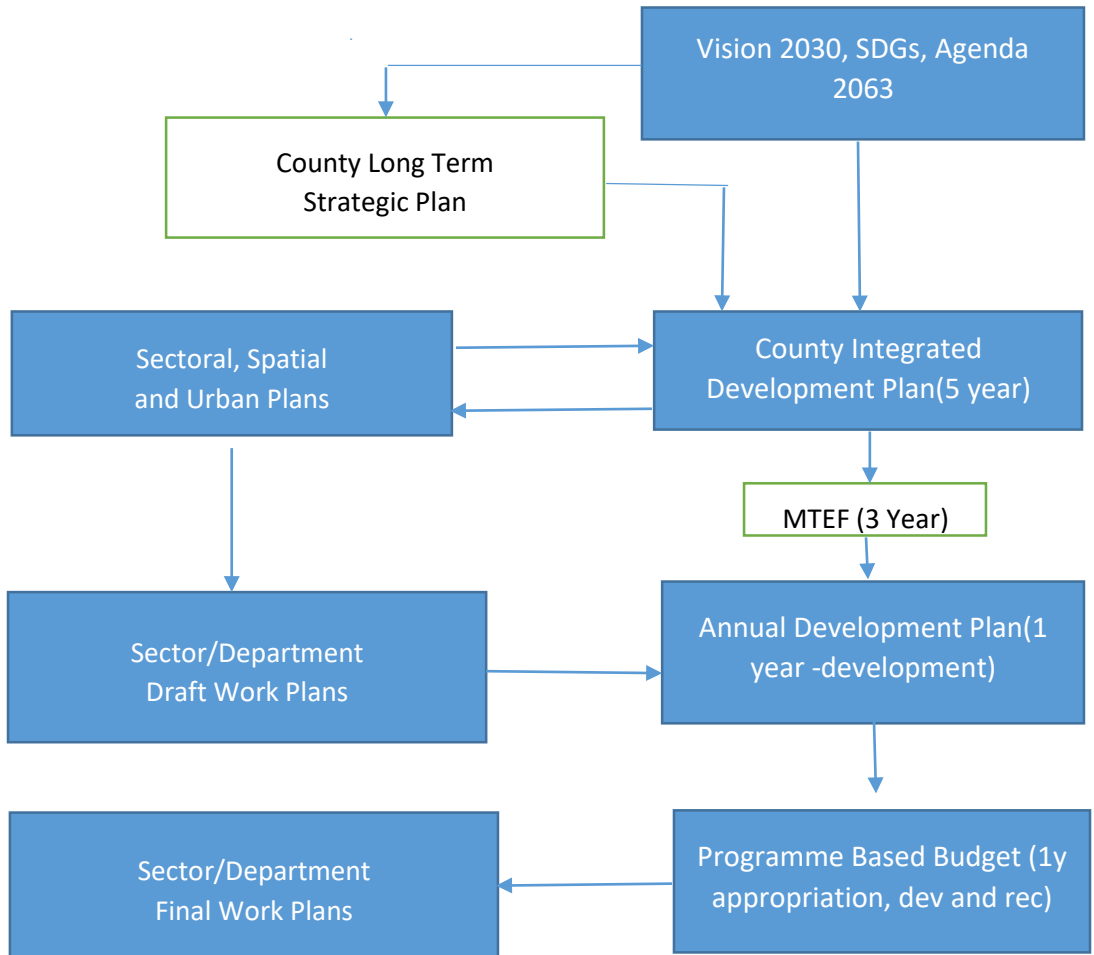 Vision 2030, SDGs, Agenda
2063
County Long Term
Strategic Plan
Sectoral, Spatial
and Urban Plans
County Integrated
Development Plan(5 year)
MTEF (3 Year)
Sector/Department
Draft Work Plans
Annual Development Plan(1
year -development)
Sector/Department
Final Work Plans
Programme Based Budget (1y
appropriation, dev and rec)